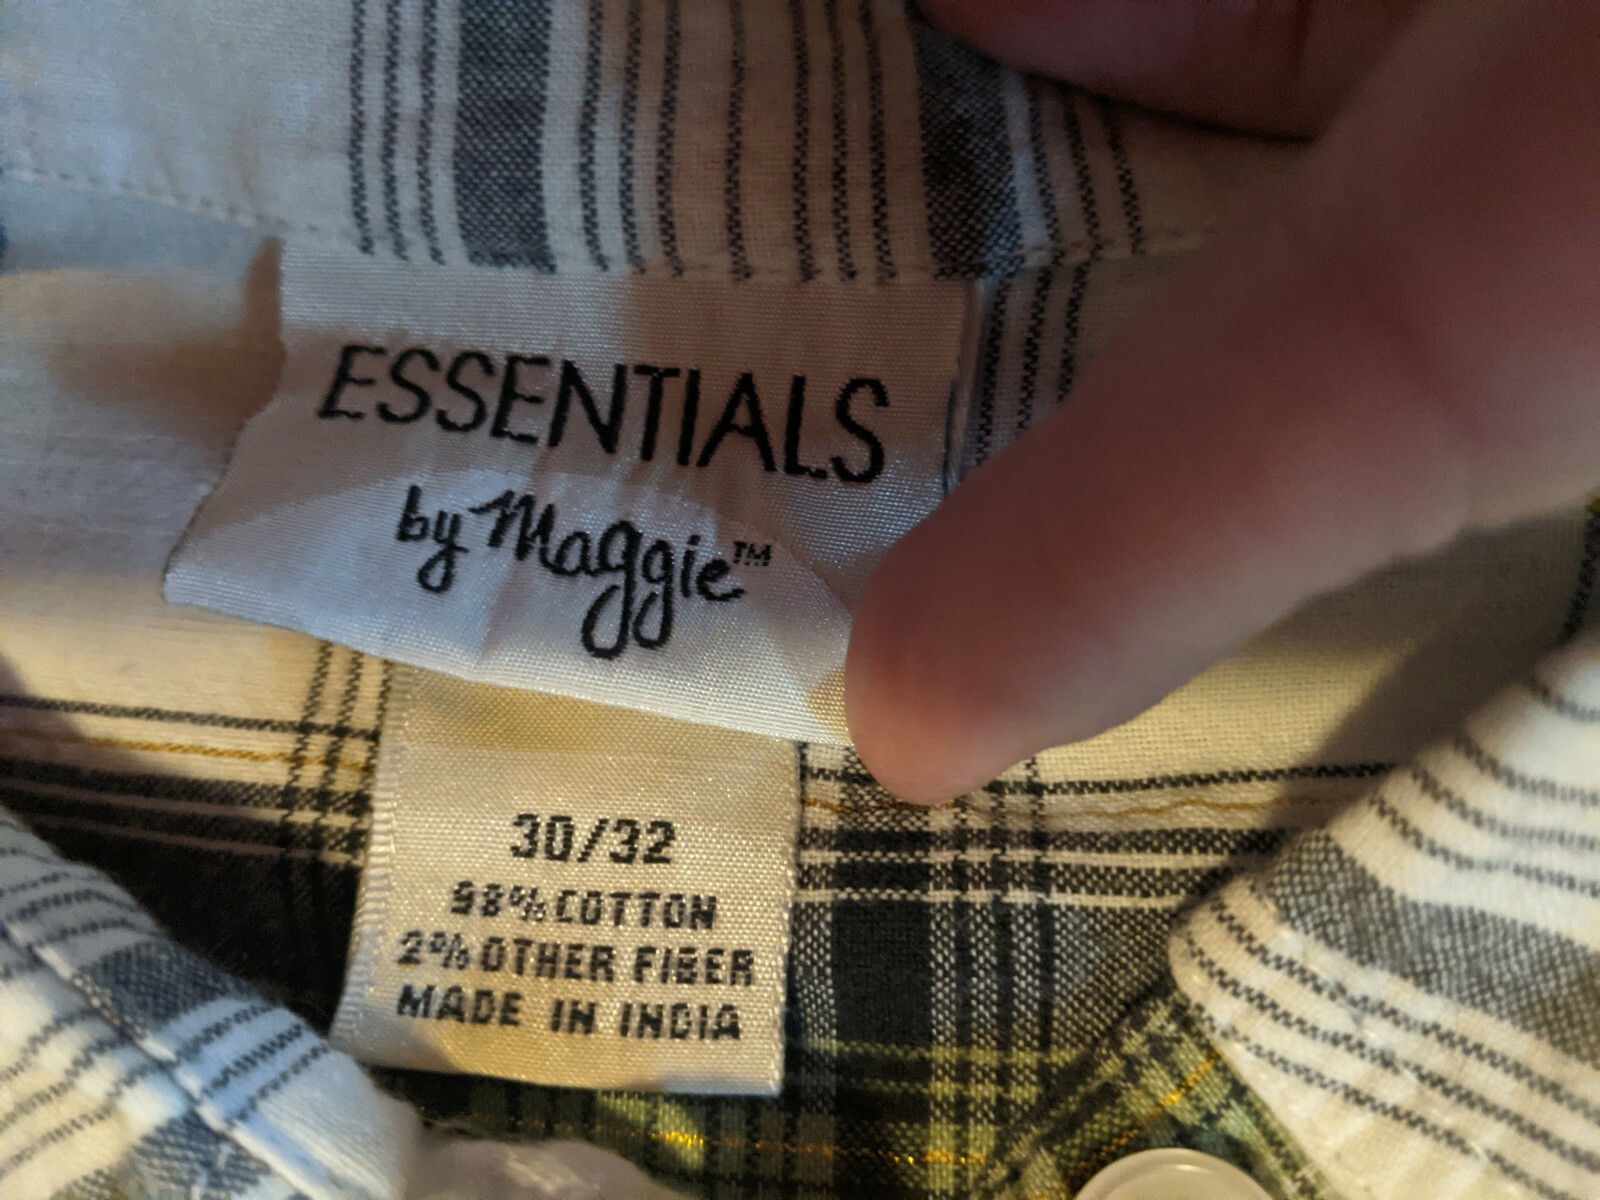 ESSENTIALS
by Maggie™
30/32
98% COTTON
2% OTHER FIBER
MADE IN INDIA